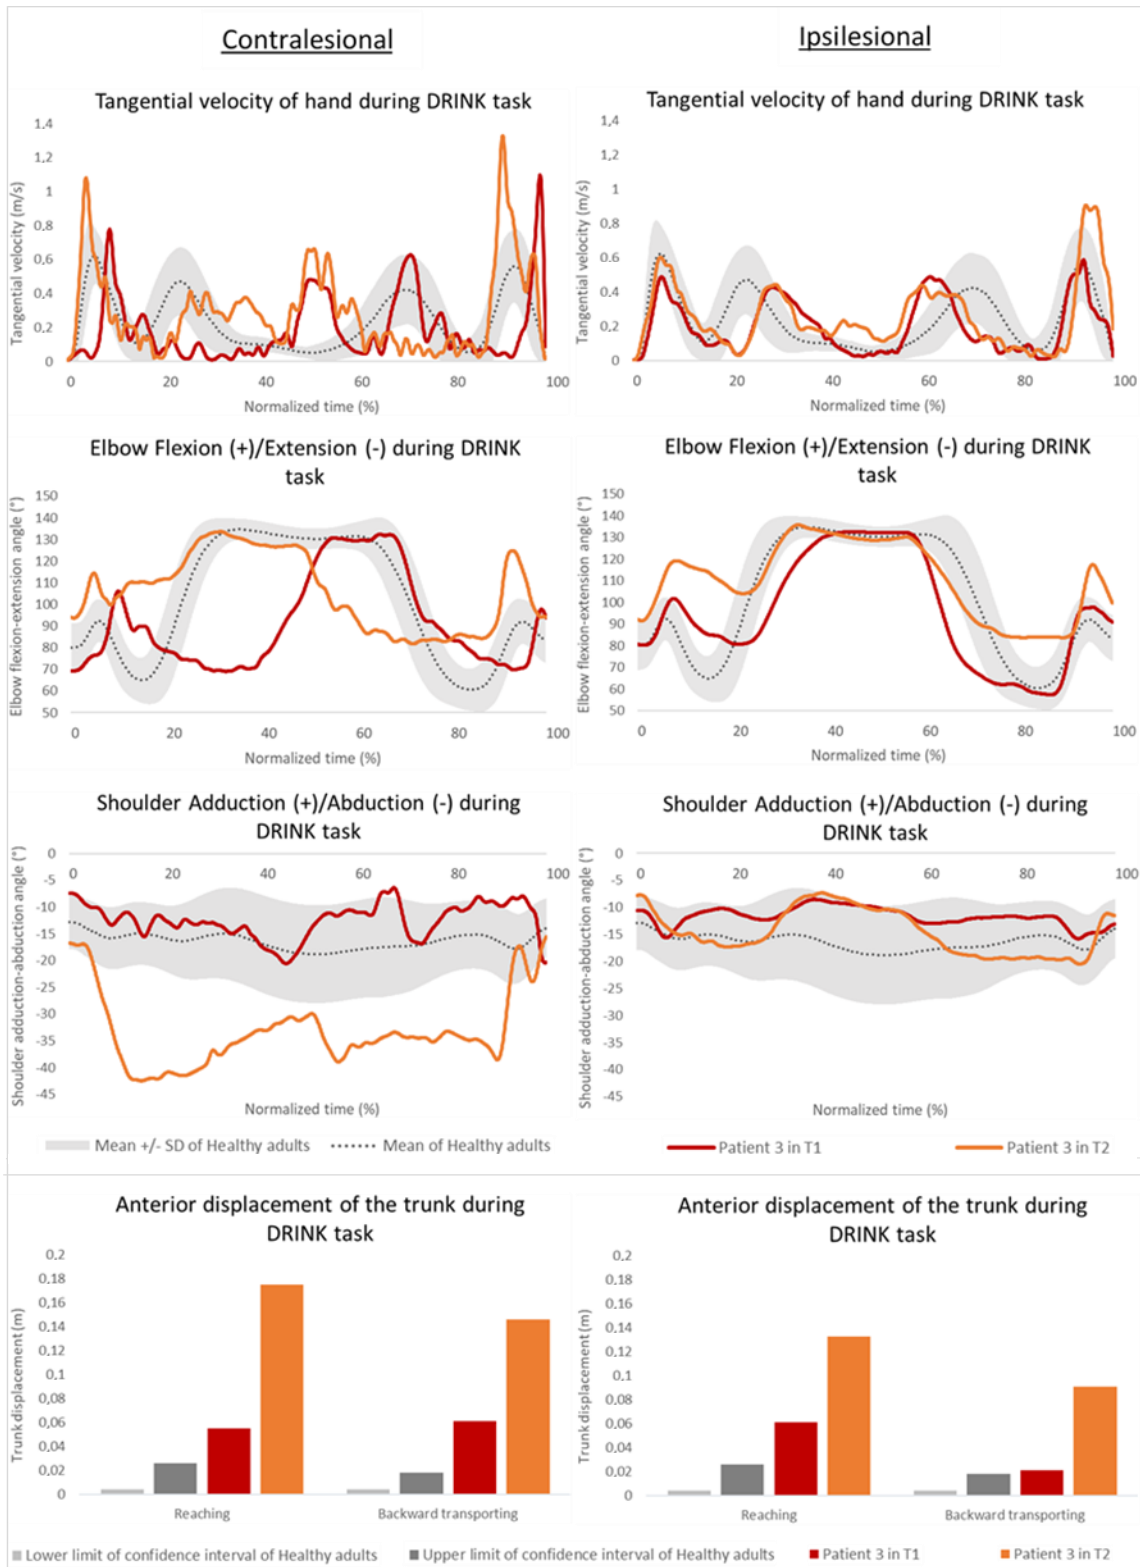 Contralesional
Ipsilesional
Tangential velocity of hand during DRINK task
Tangential velocity (m/s)
1,4
1,2
1
0,8
0,6
0,4
0,2
0
0 20 40 60 80 100
Normalized time (%)
Tangential velocity of hand during DRINK task
Tangential velocity (m/s)
1,4
1,2
1
0,8
0,6
0,4
0,2
0
0 20 40 60 80 100
Normalized time (%)
Elbow Flexion (+)/Extension (-) during DRINK
task
Elbow flexion-extension angle (°)
150
140
130
120
110
100
90
80
70
60
50
0 20 40 60 80 100
Normalized time (%)
Elbow Flexion (+)/Extension (-) during DRINK
task
Elbow flexion-extension angle (°)
150
140
130
120
110
100
90
80
70
60
50
0 20 40 60 80 100
Normalized time (%)
Shoulder Adduction (+)/Abduction (-) during
DRINK task
Shoulder adduction-abduction angle (°)
0
-5
-10
-15
-20
-25
-30
-35
-40
-45
0 20 40 60 80 100
Normalized time (%)
Shoulder Adduction (+)/Abduction (-) during
DRINK task
Shoulder adduction-abduction angle (°)
0
-5
-10
-15
-20
-25
-30
-35
-40
-45
0 20 40 60 80 100
Normalized time (%)
Mean +/- SD of Healthy adults Mean of Healthy adults Patient 3 in T1 Patient 3 in T2
Anterior displacement of the trunk during
DRINK task
Trunk displacement (m)
0,2
0,18
0,16
0,14
0,12
0,1
0,08
0,06
0,04
0,02
0
Reaching Backward transporting
Anterior displacement of the trunk during
DRINK task
Trunk displacement (m)
0,2
0,18
0,16
0,14
0,12
0,1
0,08
0,06
0,04
0,02
0
Reaching Backward transporting
Lower limit of confidence interval of Healthy adults Upper limit of confidence interval of Healthy adults Patient 3 in T1 Patient 3 in T2